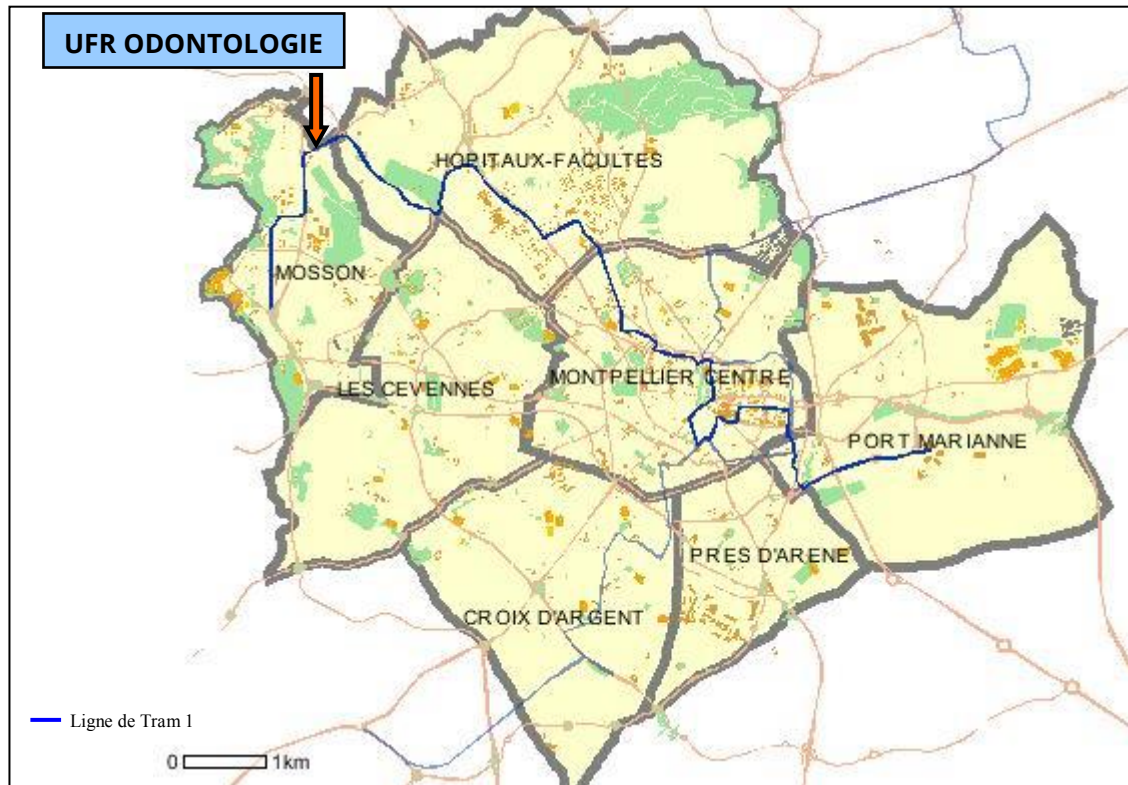 UFR ODONTOLOGIE
HOPITAUX-FACULTES
MOSSON
LES CEVENNES
MONTPELLIER CENTRE
PORT MARIANNE
PRES D'ARENE
CROIX D'ARGENT
Ligne de Tram 1
0 1km